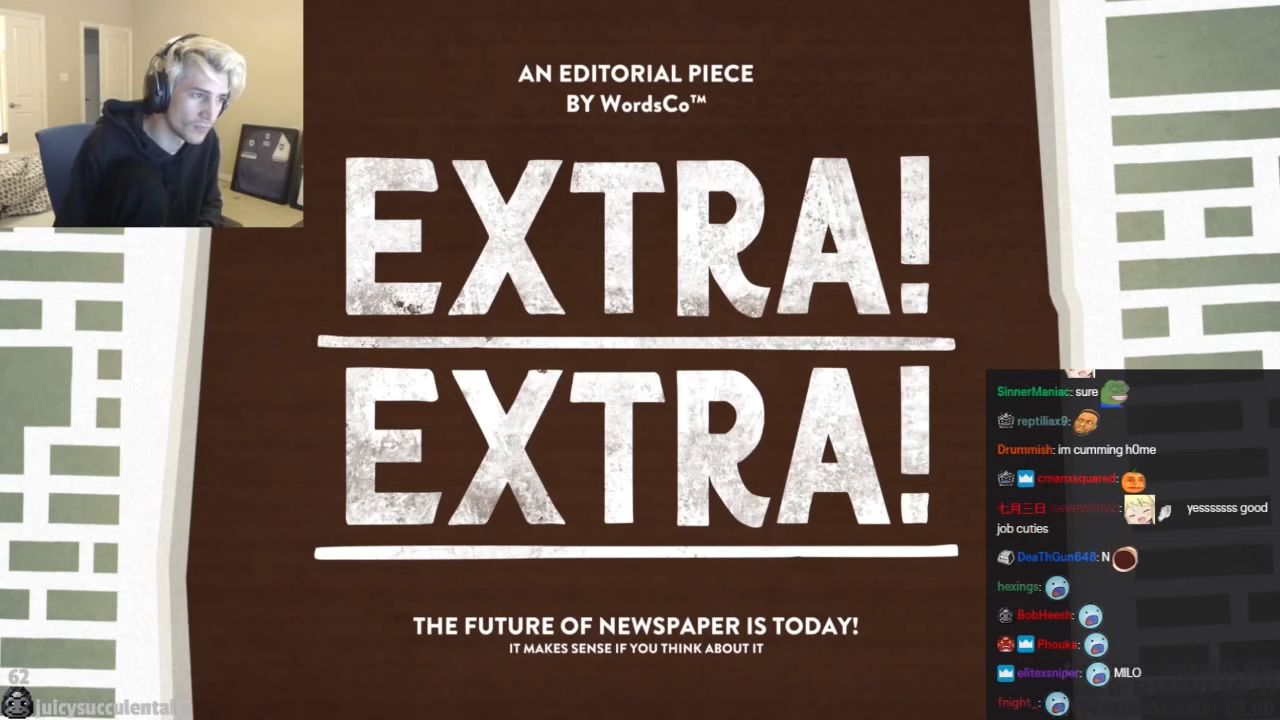 AN EDITORIAL PIECE
BY WordsCo™
EXTRA!
EXTRA!
THE FUTURE OF NEWSPAPER IS TODAY!
IT MAKES SENSE IF YOU THINK ABOUT IT
SinnerManiac: sure
reptiliax9:
Drummish: im cumming h0me
cmanxsquared:
七月三日 yesssssss good
job cuties
DeaThGun648: N
hexings:
BobHeesh:
Phouka:
elitexsniper: MILO
fnight_:
62
juicysucculental